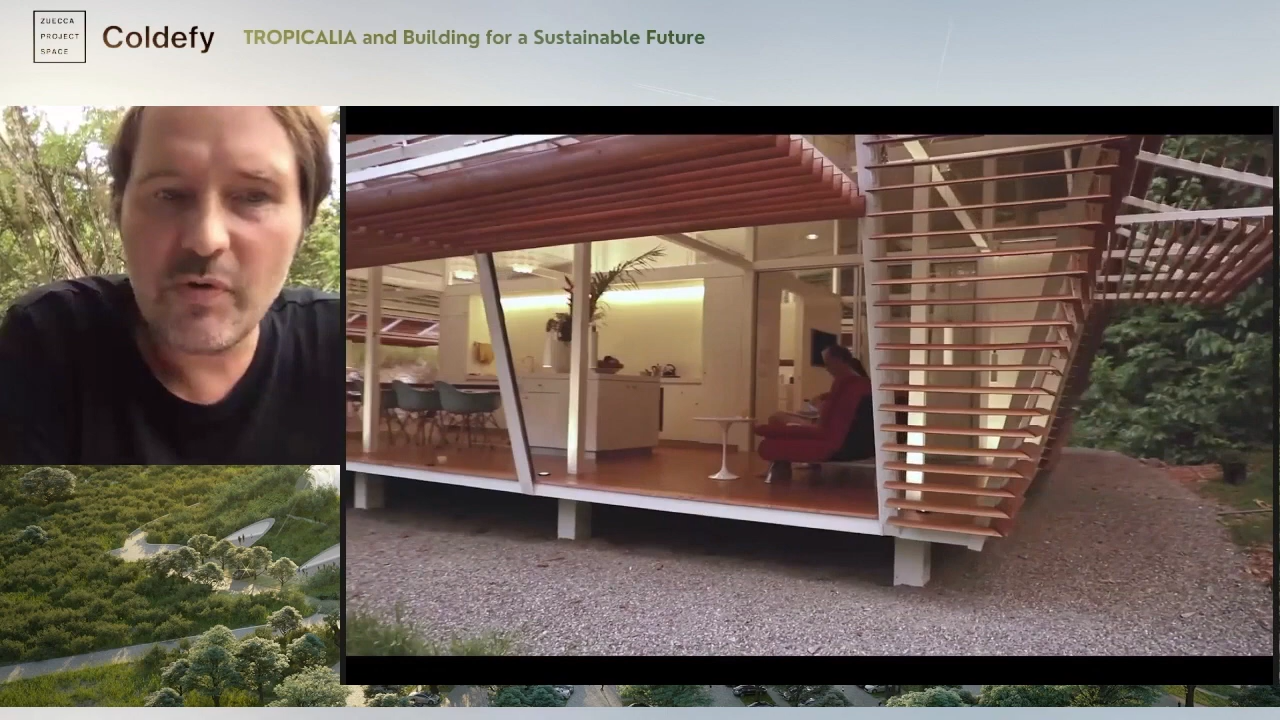 ZUECCA
PROJECT
SPACE
Coldefy
TROPICALIA and Building for a Sustainable Future